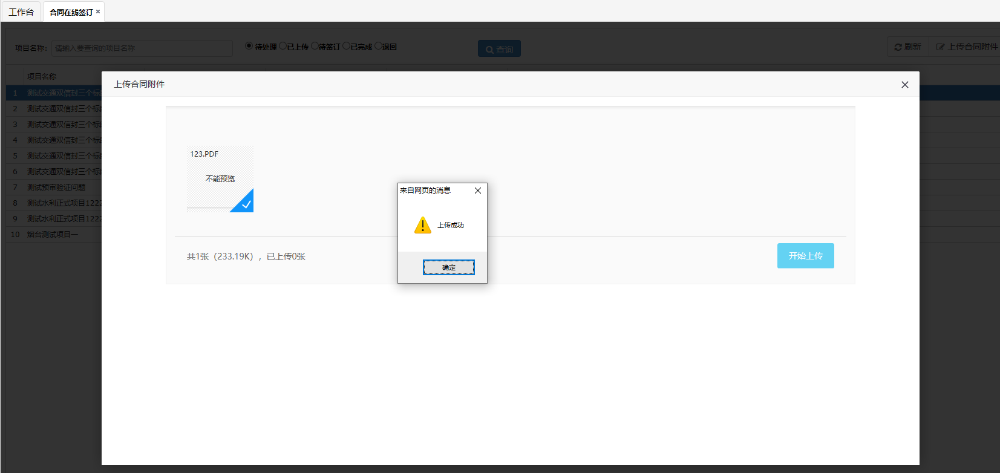 工作台
合同在线签订 ×
项目名称:
请输入要查询的项目名称
待处理 已上传 待签订 已完成 退回
查询
刷新
上传合同附件
项目名称
1 测试交通双信封三个标
2 测试交通双信封三个标
3 测试交通双信封三个标
4 测试交通双信封三个标
5 测试交通双信封三个标
6 测试交通双信封三个标
7 测试预审验证问题
8 测试水利正式项目1222
9 测试水利正式项目1222
10 烟台测试项目一
上传合同附件
123.PDF
不能预览
共1张（233.19K），已上传0张
开始上传
来自网页的消息
上传成功
确定